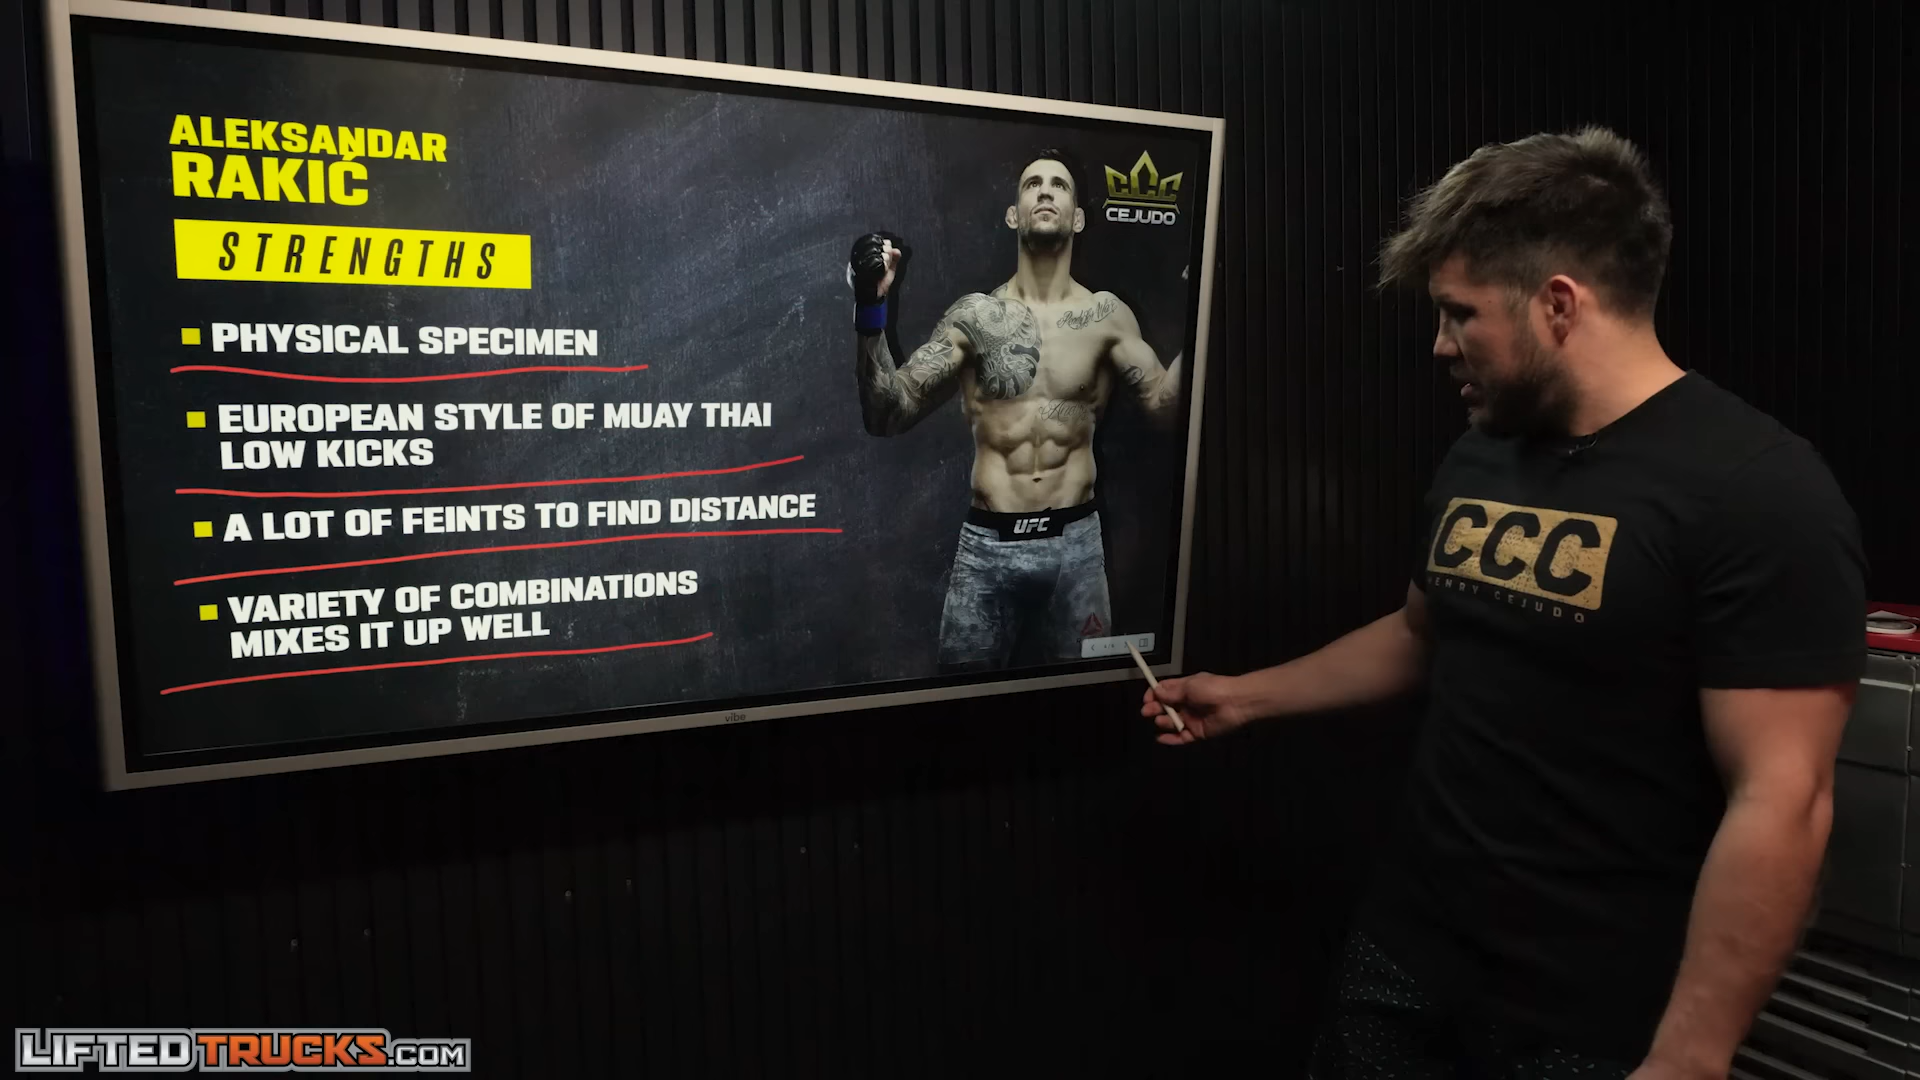 ALEKSANDAR
RAKIĆ
STRENGTHS
PHYSICAL SPECIMEN
EUROPEAN STYLE OF MUAY THAI
LOW KICKS
A LOT OF FEINTS TO FIND DISTANCE
VARIETY OF COMBINATIONS
MIXES IT UP WELL
CCC
CEJUDO
UFC
vibe
CCC
HENRY CEJUDO
LIFTEDTRUCKS.COM